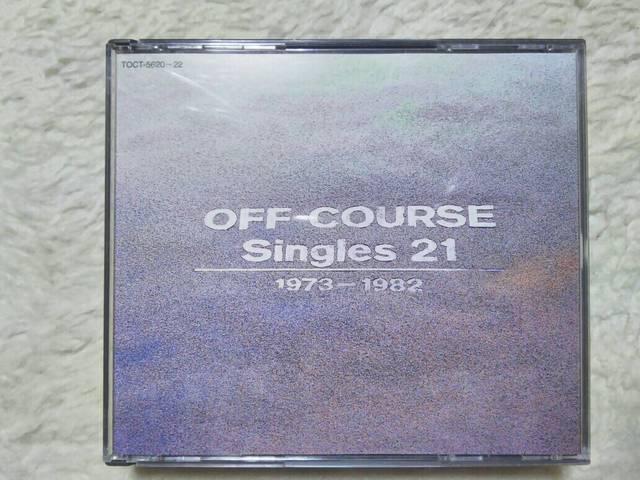 TOCT-5620~22
OFF-COURSE
Singles 21
1973-1982